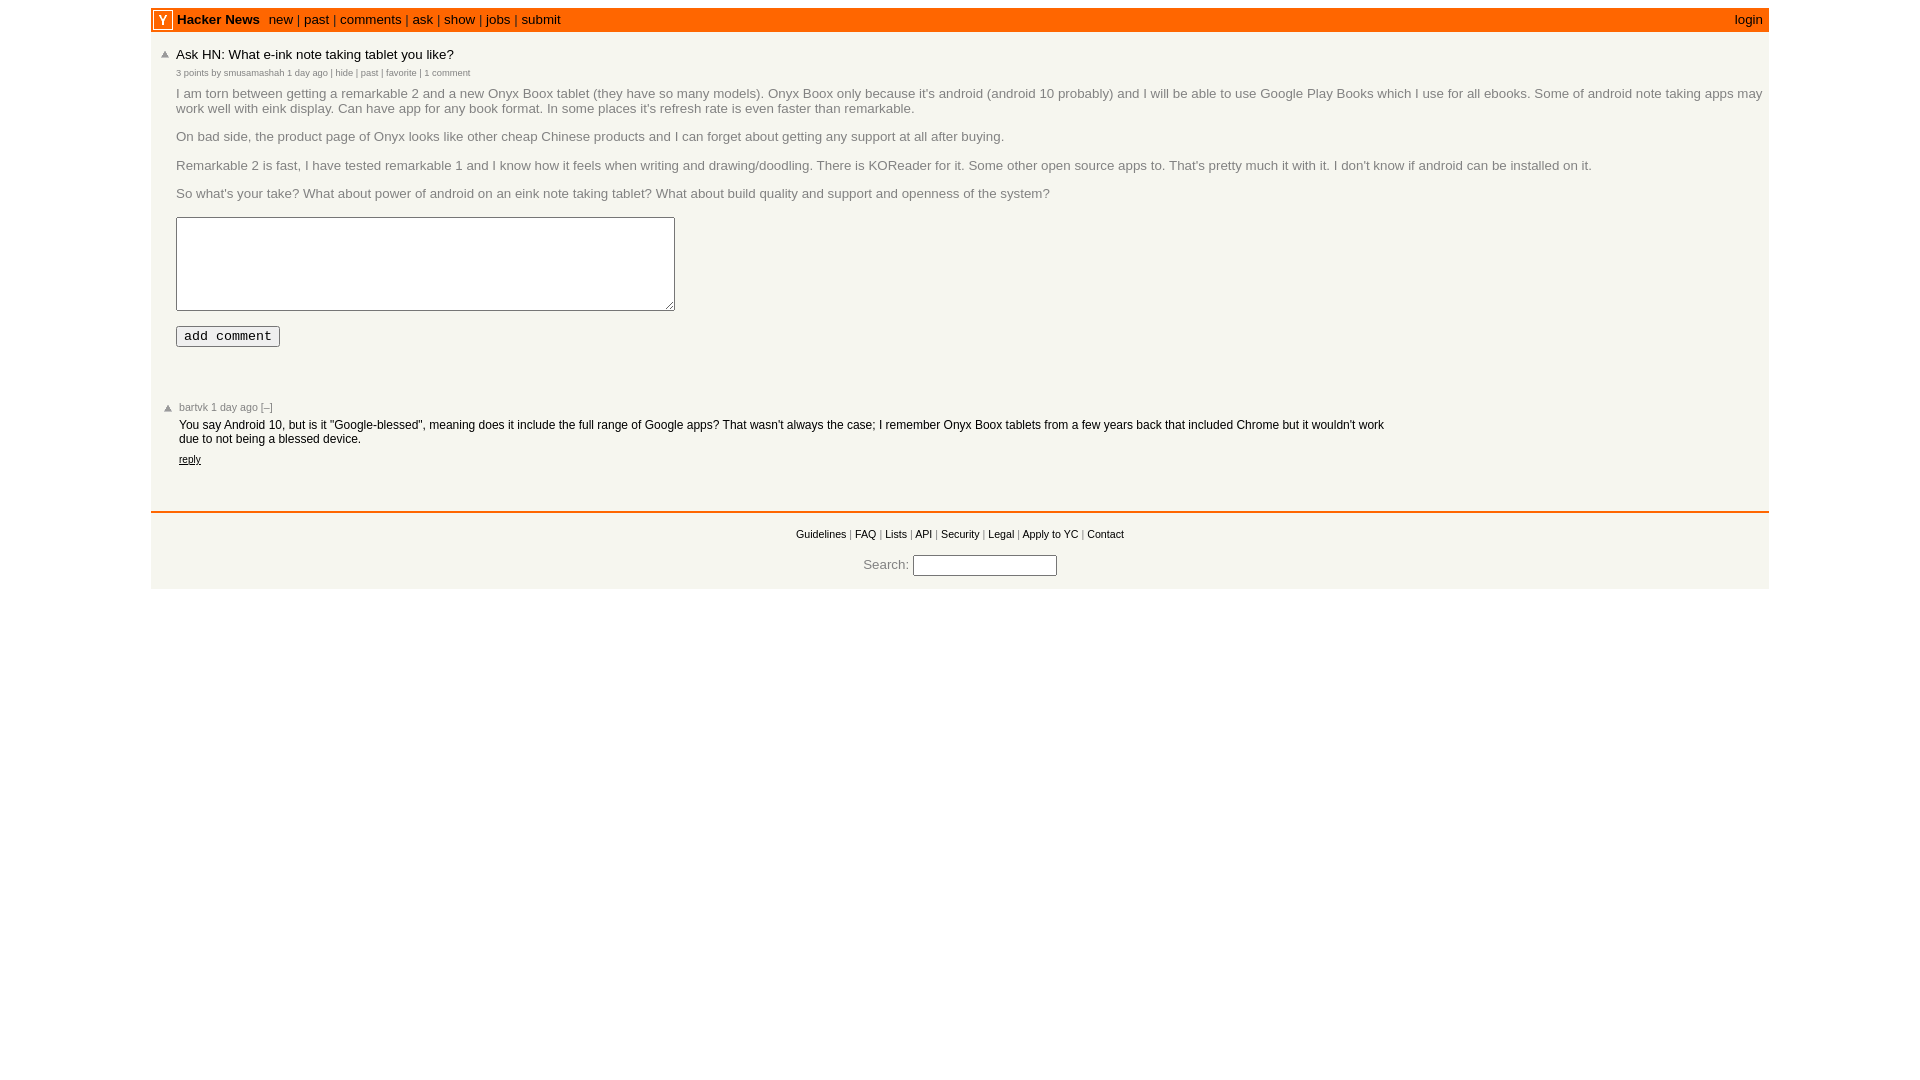 Y Hacker News new | past | comments | ask | show | jobs | submit login
Ask HN: What e-ink note taking tablet you like?
3 points by smusamashah 1 day ago | hide | past | favorite | 1 comment
I am torn between getting a remarkable 2 and a new Onyx Boox tablet (they have so many models). Onyx Boox only because it's android (android 10 probably) and I will be able to use Google Play Books which I use for all ebooks. Some of android note taking apps may
work well with eink display. Can have app for any book format. In some places it's refresh rate is even faster than remarkable.
On bad side, the product page of Onyx looks like other cheap Chinese products and I can forget about getting any support at all after buying.
Remarkable 2 is fast, I have tested remarkable 1 and I know how it feels when writing and drawing/doodling. There is KOReader for it. Some other open source apps to. That's pretty much it with it. I don't know if android can be installed on it.
So what's your take? What about power of android on an eink note taking tablet? What about build quality and support and openness of the system?
add comment
bartvk 1 day ago [–]
You say Android 10, but is it "Google-blessed", meaning does it include the full range of Google apps? That wasn't always the case; I remember Onyx Boox tablets from a few years back that included Chrome but it wouldn't work
due to not being a blessed device.
reply
Guidelines | FAQ | Lists | API | Security | Legal | Apply to YC | Contact
Search: